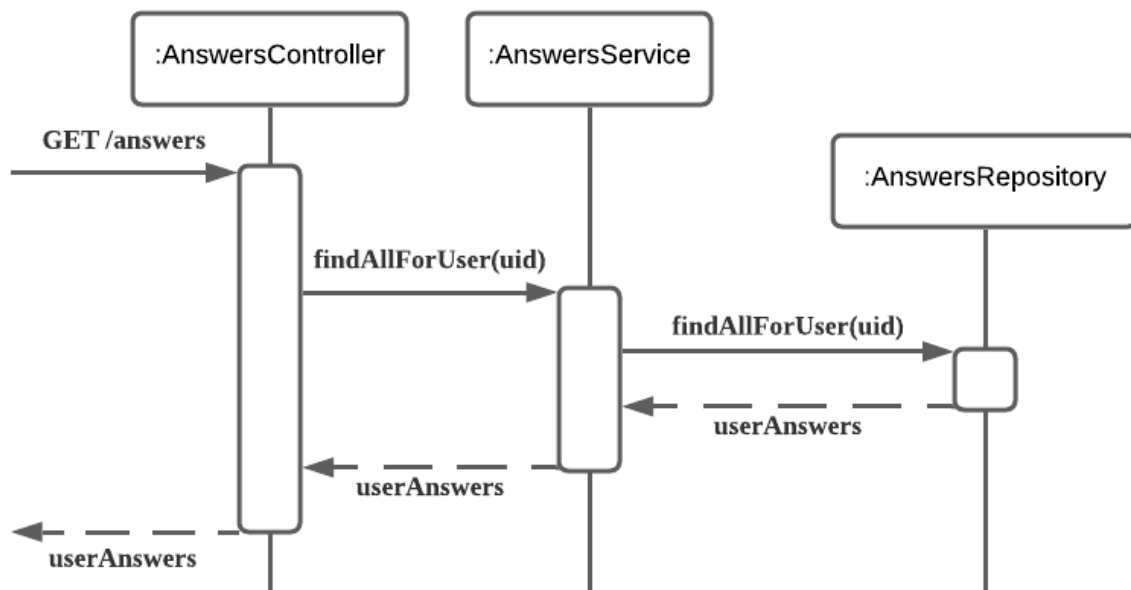 :AnswersController
:AnswersService
GET /answers
:AnswersRepository
findAllForUser(uid)
findAllForUser(uid)
userAnswers
userAnswers
userAnswers